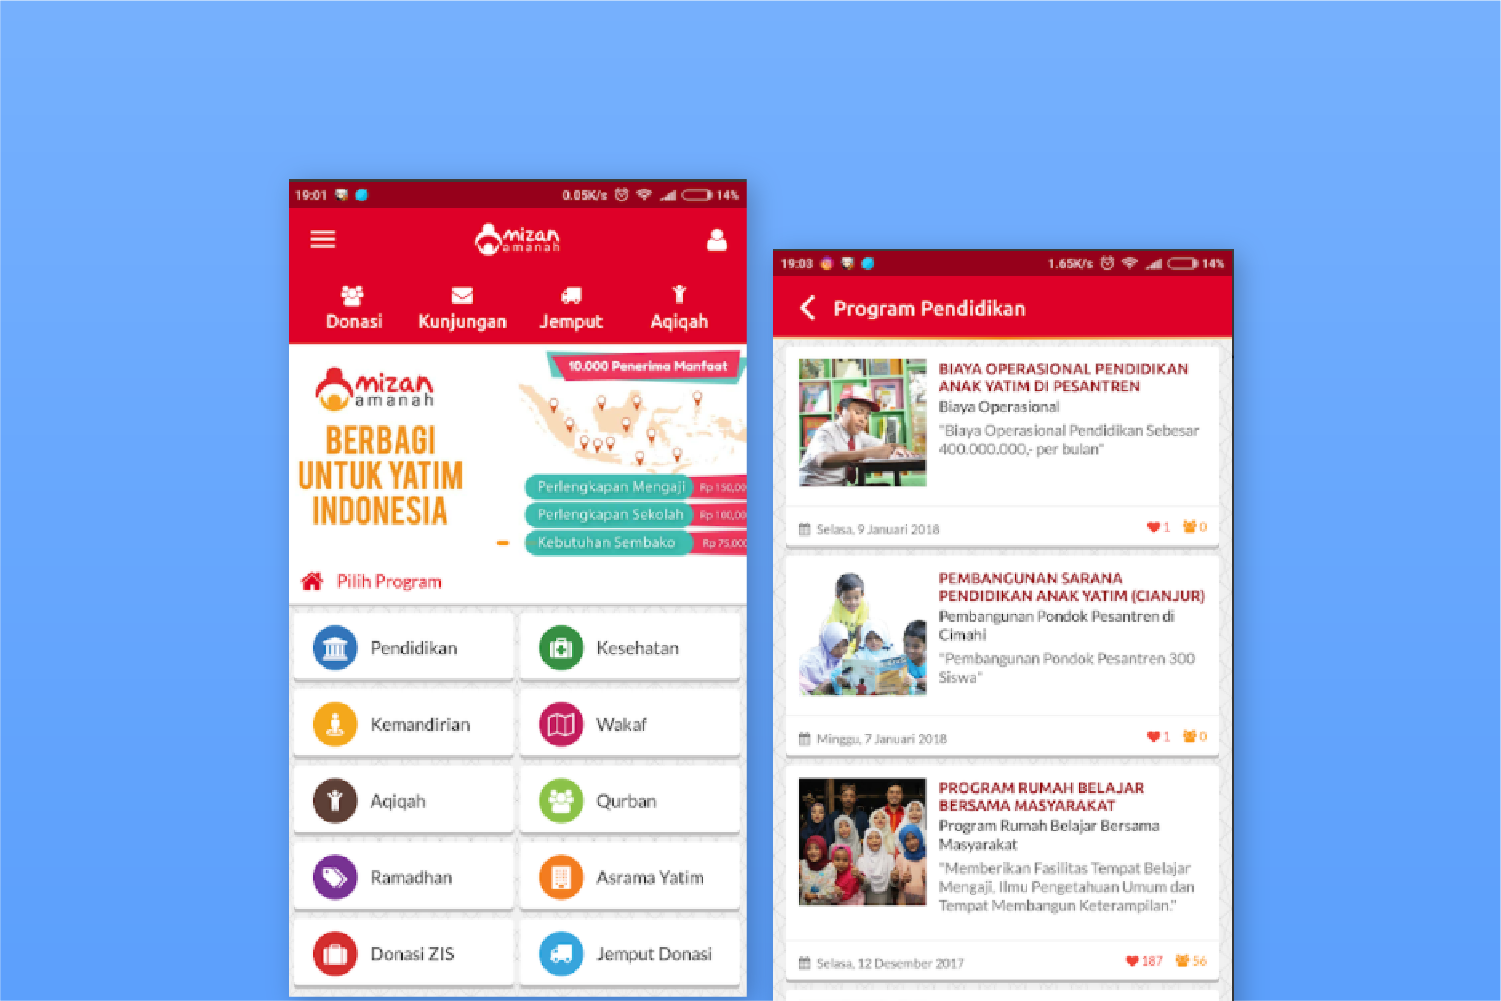 19:01
0.05K/s
14%
mizan
amanah
Donasi
Kunjungan
Jemput
Aqiqah
mizan
amanah
BERBAGI
UNTUK YATIM
INDONESIA
10.000 Penerima Manfaat
Perlengkapan Mengaji Rp 150,00
Perlengkapan Sekolah Rp 100,00
Kebutuhan Sembako Rp 75,000
Pilih Program
Pendidikan
Kesehatan
Kemandirian
Wakaf
Aqiqah
Qurban
Ramadhan
Asrama Yatim
Donasi ZIS
Jemput Donasi
19:03
1.65K/s
14%
Program Pendidikan
BIAYA OPERASIONAL PENDIDIKAN
ANAK YATIM DI PESANTREN
Biaya Operasional
"Biaya Operasional Pendidikan Sebesar
400.000.000,- per bulan"
Selasa, 9 Januari 2018
1
0
PEMBANGUNAN SARANA
PENDIDIKAN ANAK YATIM (CIANJUR)
Pembangunan Pondok Pesantren di
Cimahi
"Pembangunan Pondok Pesantren 300
Siswa"
Minggu, 7 Januari 2018
1
0
PROGRAM RUMAH BELAJAR
BERSAMA MASYARAKAT
Program Rumah Belajar Bersama
Masyarakat
"Memberikan Fasilitas Tempat Belajar
Mengaji, Ilmu Pengetahuan Umum dan
Tempat Membangun Keterampilan."
Selasa, 12 Desember 2017
187
56